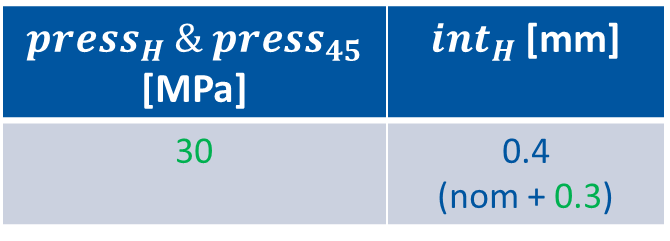 press_H & press_45
[MPa]
int_H [mm]
30
0.4
(nom + 0.3)